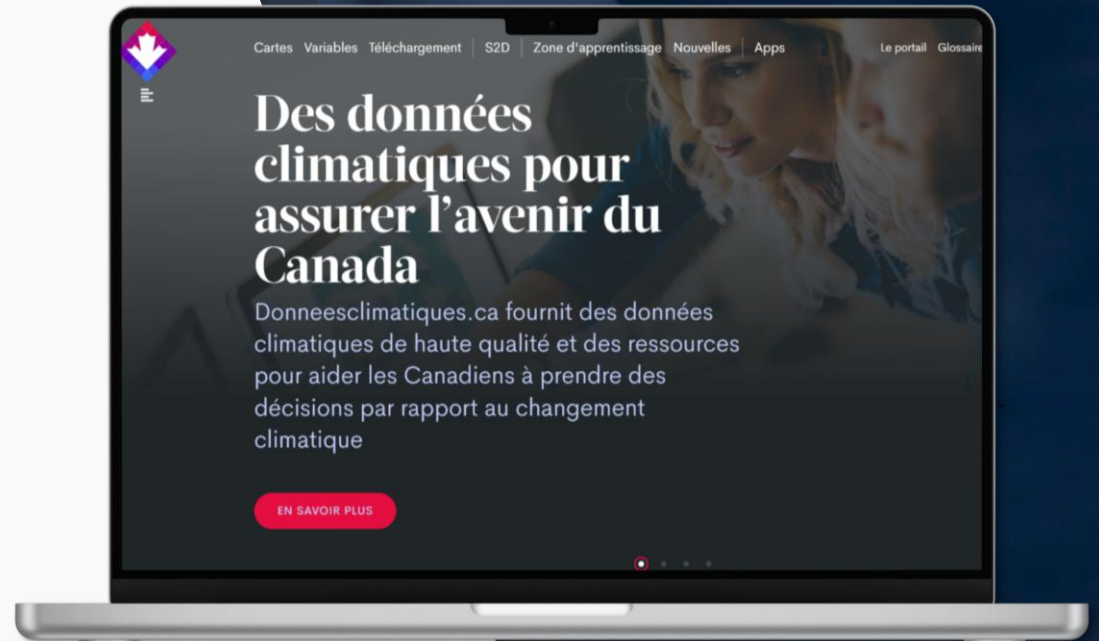 Cartes Variables Téléchargement S2D Zone d'apprentissage Nouvelles Apps Le portail Glossaire
Des données
climatiques pour
assurer l’avenir du
Canada
Donneesclimatiques.ca fournit des données
climatiques de haute qualité et des ressources
pour aider les Canadiens à prendre des
décisions par rapport au changement
climatique
EN SAVOIR PLUS